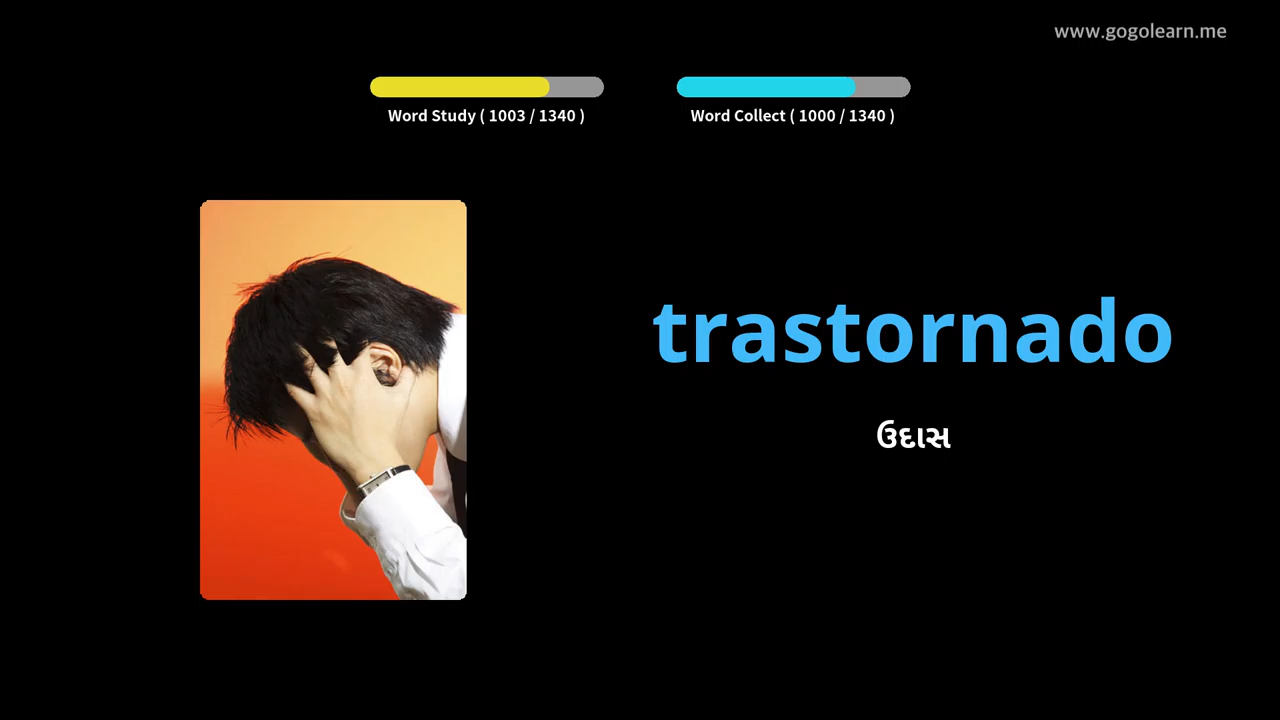 www.gogolearn.me
Word Study ( 1003 / 1340 )
Word Collect ( 1000 / 1340 )
trastornado
ઉદાસ